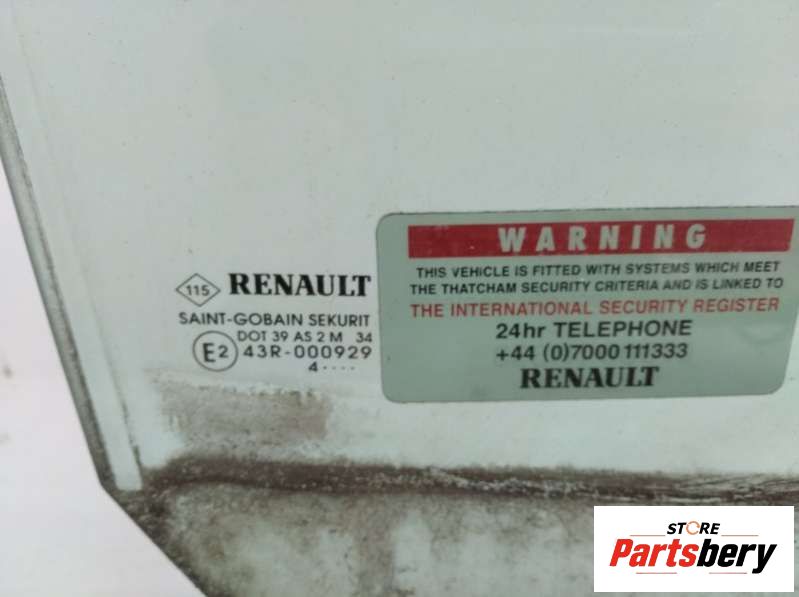 115 RENAULT
SAINT-GOBAIN SEKURIT
DOT 39 AS 2 M 34
E2 43R-000929
4....
WARNING
THIS VEHICLE IS FITTED WITH SYSTEMS WHICH MEET
THE THATCHAM SECURITY CRITERIA AND IS LINKED TO
THE INTERNATIONAL SECURITY REGISTER
24hr TELEPHONE
+44 (0)7000 111333
RENAULT
STORE
Partsbery